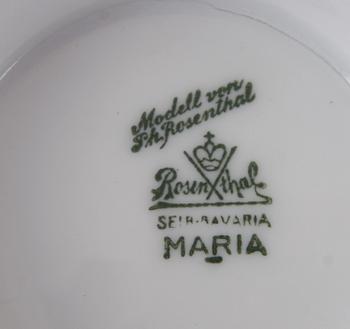 Modell von
Ph. Rosenthal
Rosenthal
SELB-BAVARIA
MARIA